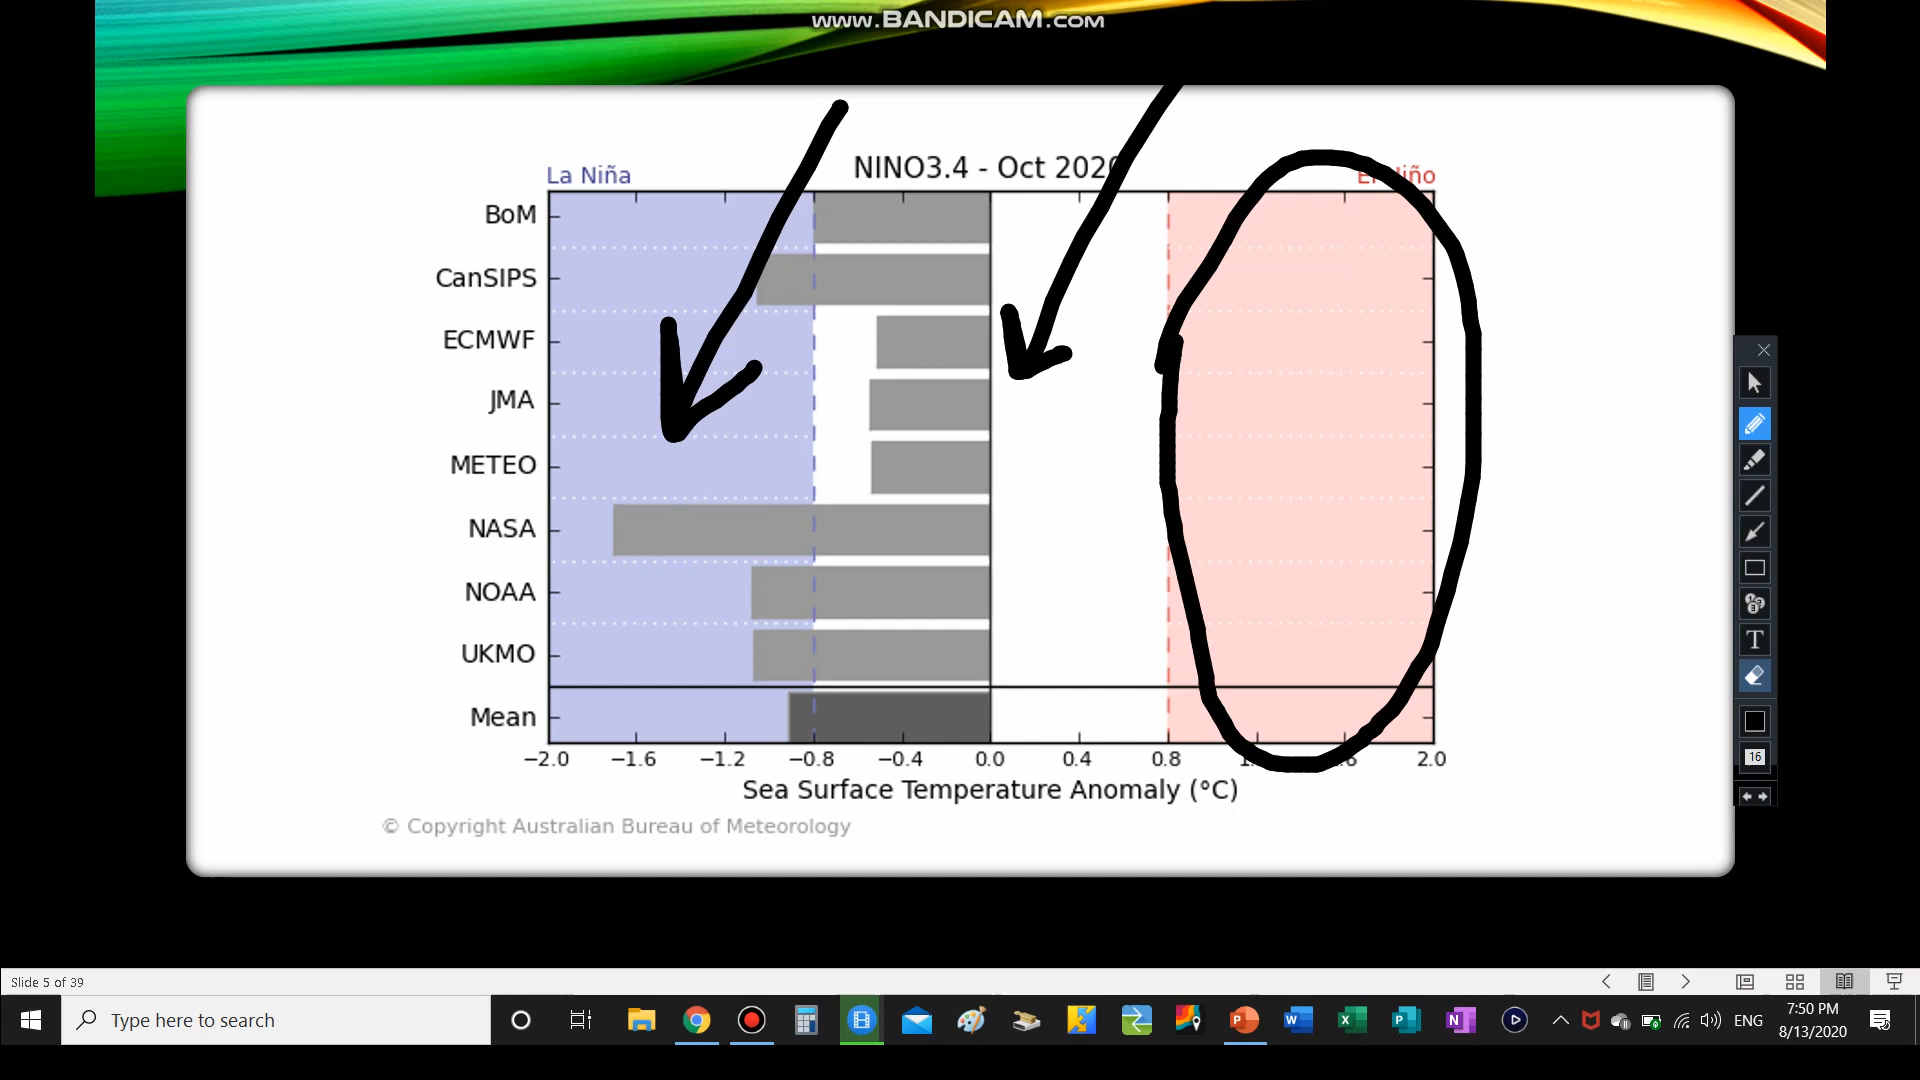 www.BANDICAM.com
La Niña
NINO3.4 - Oct 2020
BoM
CanSIPS
ECMWF
JMA
METEO
NASA
NOAA
UKMO
Mean
−2.0 −1.6 −1.2 −0.8 −0.4 0.0 0.4 0.8 2.0
Sea Surface Temperature Anomaly (°C)
© Copyright Australian Bureau of Meteorology
T
16
Slide 5 of 39
Type here to search
ENG
7:50 PM
8/13/2020